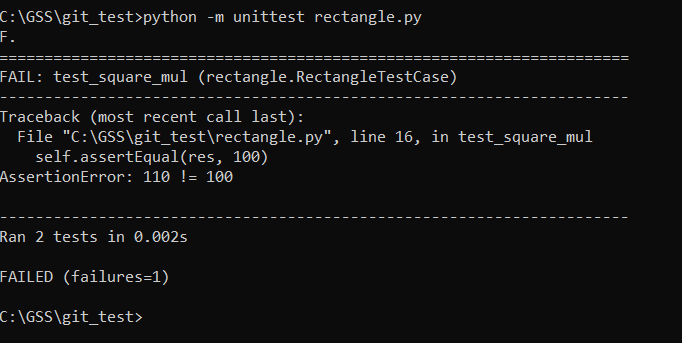 C:\GSS\git_test>python -m unittest rectangle.py
F.
======================================================================
FAIL: test_square_mul (rectangle.RectangleTestCase)
----------------------------------------------------------------------
Traceback (most recent call last):
  File "C:\GSS\git_test\rectangle.py", line 16, in test_square_mul
    self.assertEqual(res, 100)
AssertionError: 110 != 100

----------------------------------------------------------------------
Ran 2 tests in 0.002s

FAILED (failures=1)

C:\GSS\git_test>